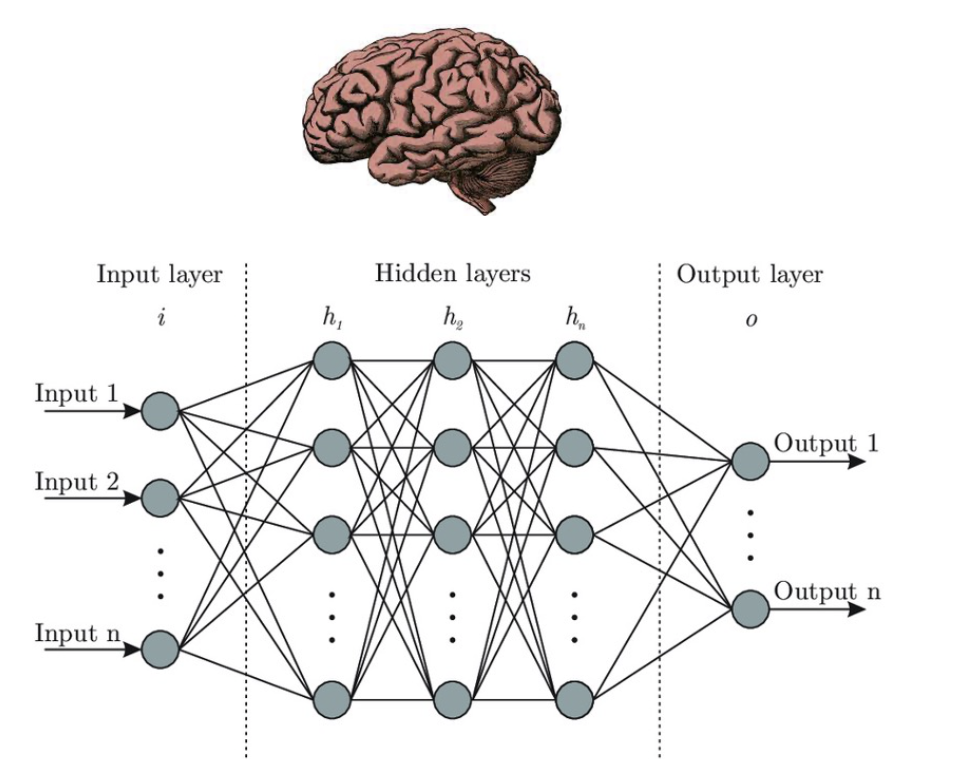 Input layer
Hidden layers
Output layer
i
h₁
h₂
hₙ
o
Input 1
Input 2
Input n
Output 1
Output n